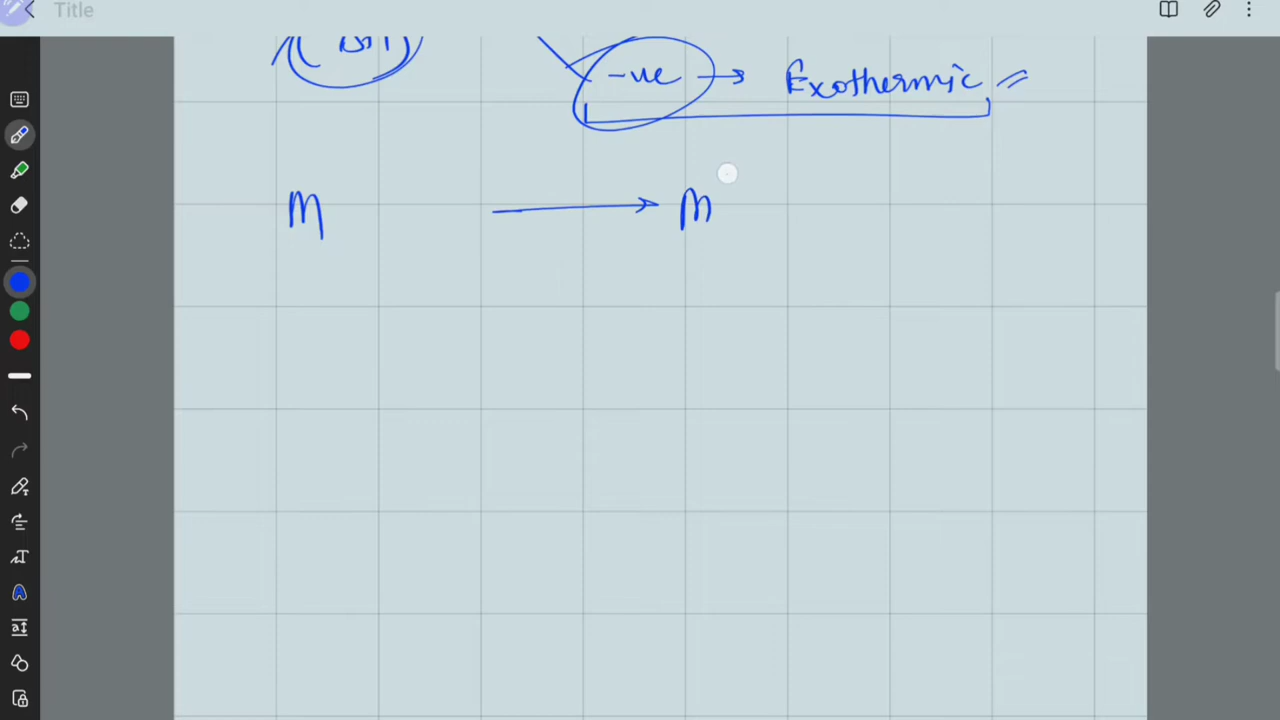 Title
-ve → Exothermic
M → M